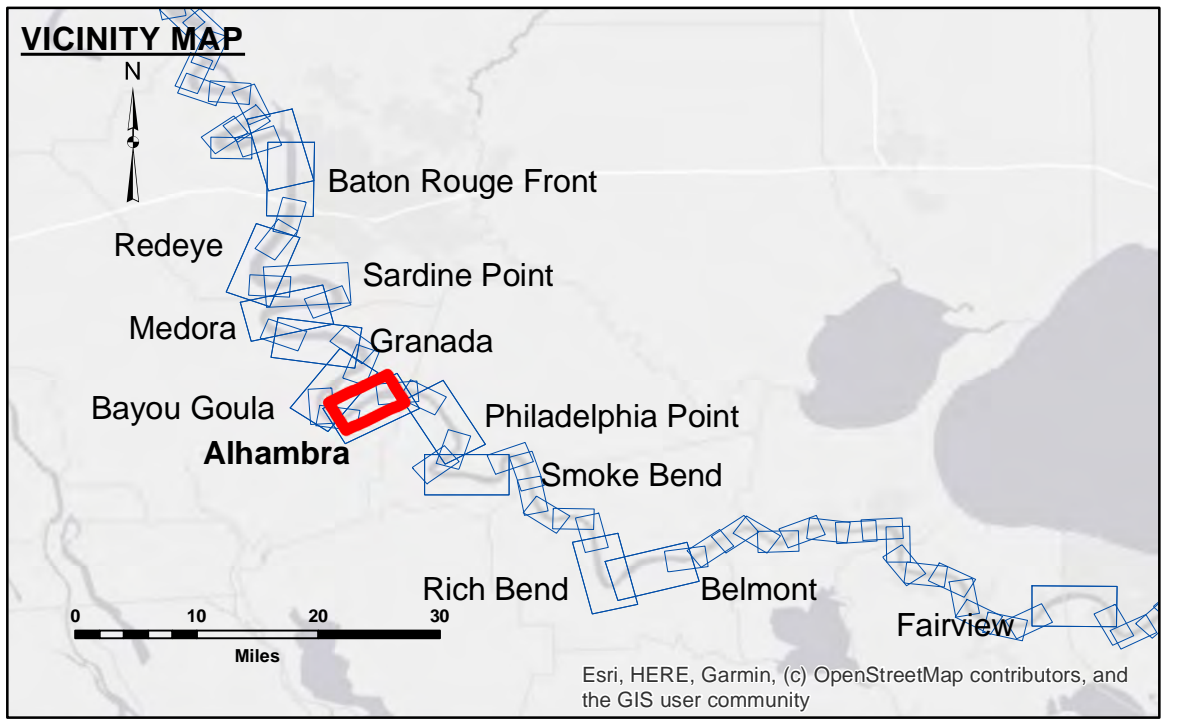 VICINITY MAP
N
Baton Rouge Front
Redeye
Sardine Point
Medora
Granada
Bayou Goula
Philadelphia Point
Alhambra
Smoke Bend
Rich Bend
Belmont
Fairview
0 10 20 30
Miles
Esri, HERE, Garmin, (c) OpenStreetMap contributors, and
the GIS user community